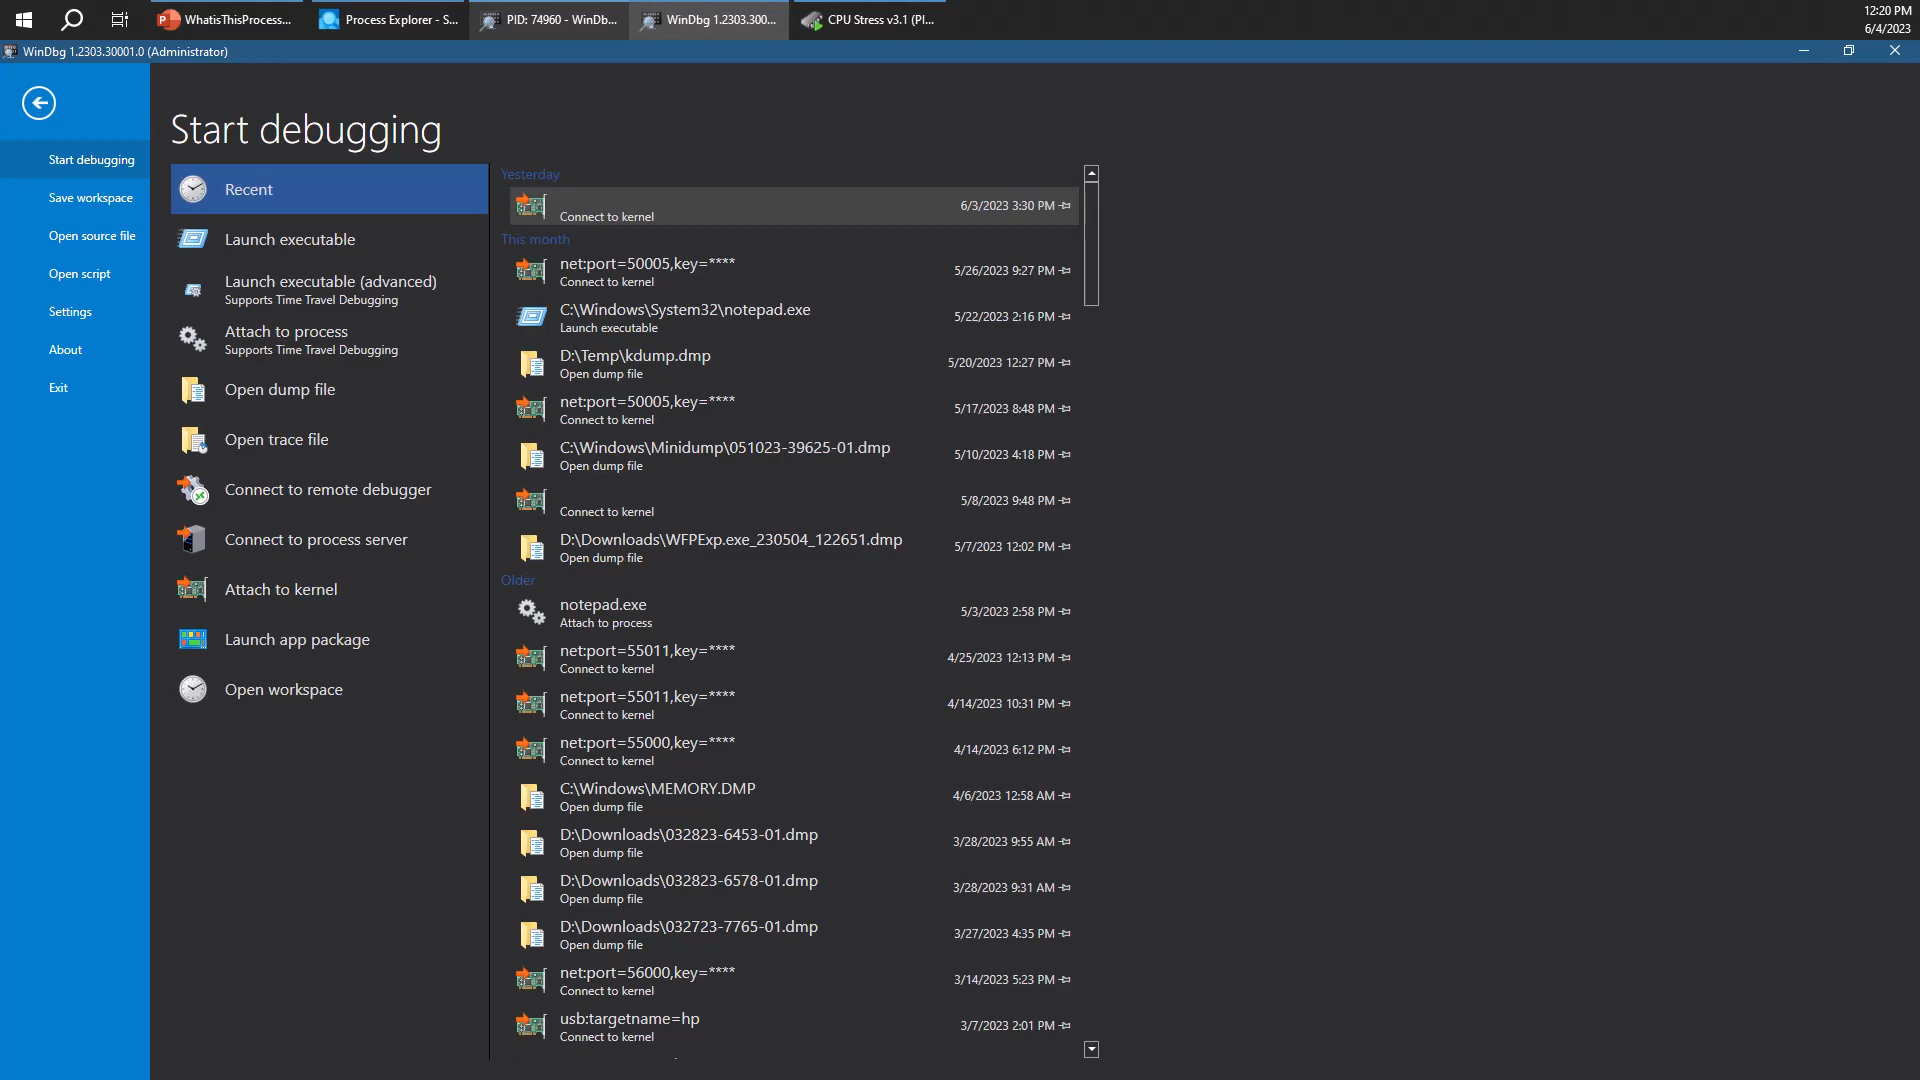 WhatisThisProcess...
Process Explorer - S...
PID: 74960 - WinDb...
WinDbg 1.2303.300...
CPU Stress v3.1 (PI...
12:20 PM
6/4/2023
WinDbg 1.2303.30001.0 (Administrator)
Start debugging
Save workspace
Open source file
Open script
Settings
About
Exit
Start debugging
Recent
Launch executable
Launch executable (advanced)
Supports Time Travel Debugging
Attach to process
Supports Time Travel Debugging
Open dump file
Open trace file
Connect to remote debugger
Connect to process server
Attach to kernel
Launch app package
Open workspace
Yesterday
6/3/2023 3:30 PM
Connect to kernel
This month
net:port=50005,key=**** 5/26/2023 9:27 PM
Connect to kernel
C:\Windows\System32\notepad.exe 5/22/2023 2:16 PM
Launch executable
D:\Temp\kdump.dmp 5/20/2023 12:27 PM
Open dump file
net:port=50005,key=**** 5/17/2023 8:48 PM
Connect to kernel
C:\Windows\Minidump\051023-39625-01.dmp 5/10/2023 4:18 PM
Open dump file
5/8/2023 9:48 PM
Connect to kernel
D:\Downloads\WFPExp.exe_230504_122651.dmp 5/7/2023 12:02 PM
Open dump file
Older
notepad.exe 5/3/2023 2:58 PM
Attach to process
net:port=55011,key=**** 4/25/2023 12:13 PM
Connect to kernel
net:port=55011,key=**** 4/14/2023 10:31 PM
Connect to kernel
net:port=55000,key=**** 4/14/2023 6:12 PM
Connect to kernel
C:\Windows\MEMORY.DMP 4/6/2023 12:58 AM
Open dump file
D:\Downloads\032823-6453-01.dmp 3/28/2023 9:55 AM
Open dump file
D:\Downloads\032823-6578-01.dmp 3/28/2023 9:31 AM
Open dump file
D:\Downloads\032723-7765-01.dmp 3/27/2023 4:35 PM
Open dump file
net:port=56000,key=**** 3/14/2023 5:23 PM
Connect to kernel
usb:targetname=hp 3/7/2023 2:01 PM
Connect to kernel